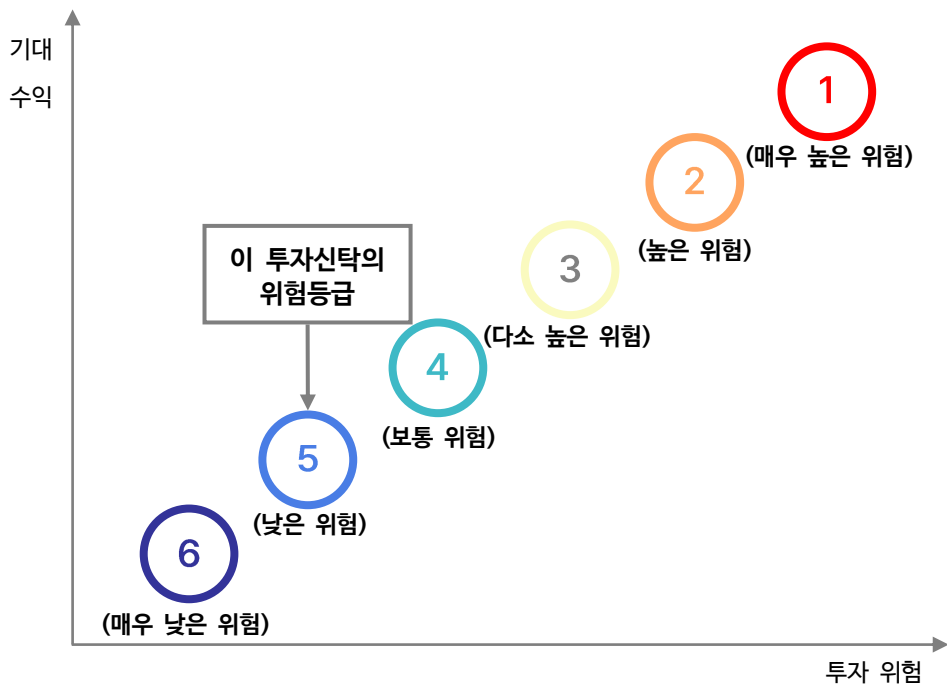 기대
수익
1
(매우 높은 위험)
2
(높은 위험)
이 투자신탁의
위험등급
3
(다소 높은 위험)
4
(보통 위험)
5
(낮은 위험)
6
(매우 낮은 위험)
투자 위험